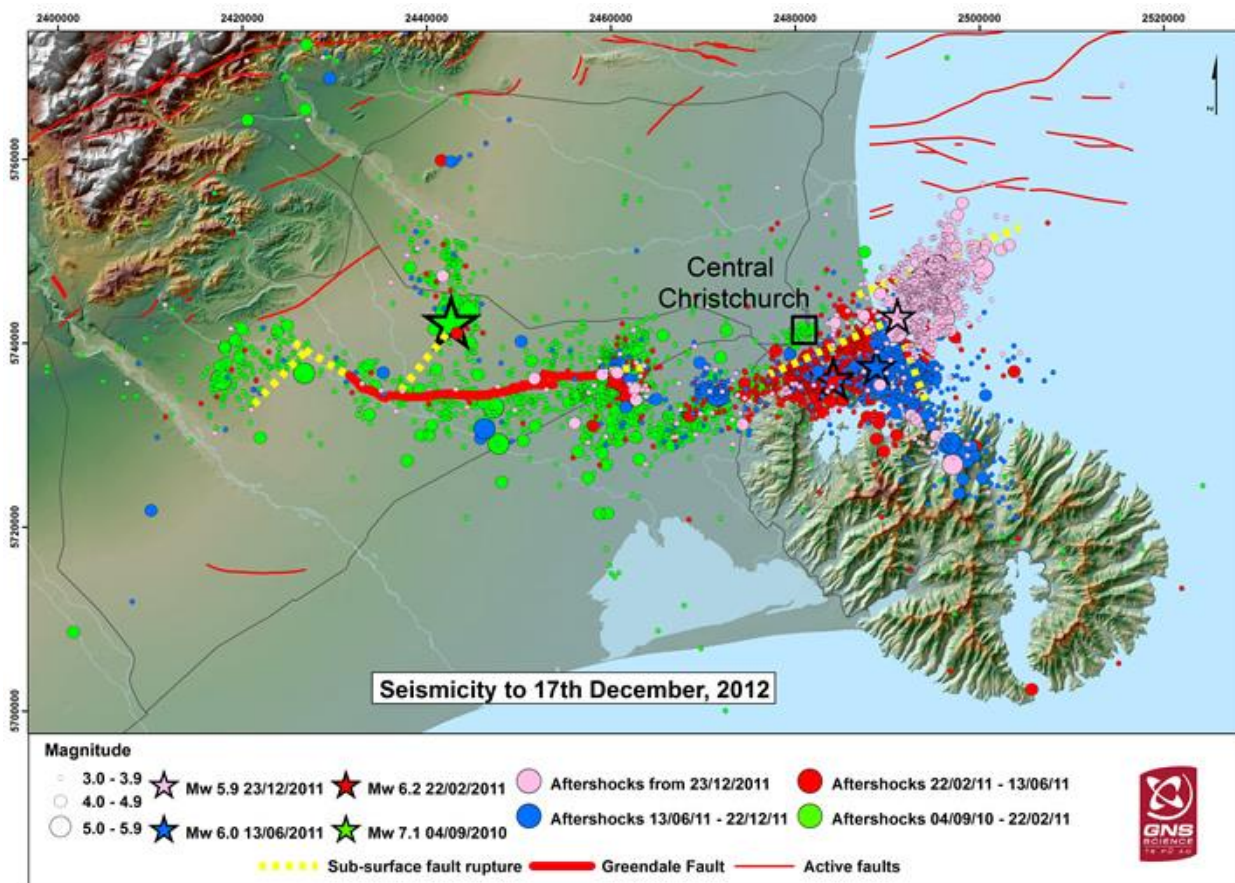 2400000 2420000 2440000 2460000 2480000 2500000 2520000
5760000
5740000
5720000
5700000
Central
Christchurch
Seismicity to 17th December, 2012
Magnitude
3.0 - 3.9
4.0 - 4.9
5.0 - 5.9
Mw 5.9 23/12/2011
Mw 6.0 13/06/2011
Mw 6.2 22/02/2011
Mw 7.1 04/09/2010
Aftershocks from 23/12/2011
Aftershocks 13/06/11 - 22/12/11
Aftershocks 22/02/11 - 13/06/11
Aftershocks 04/09/10 - 22/02/11
Sub-surface fault rupture
Greendale Fault
Active faults
GNS
SCIENCE
TE PŪ AO